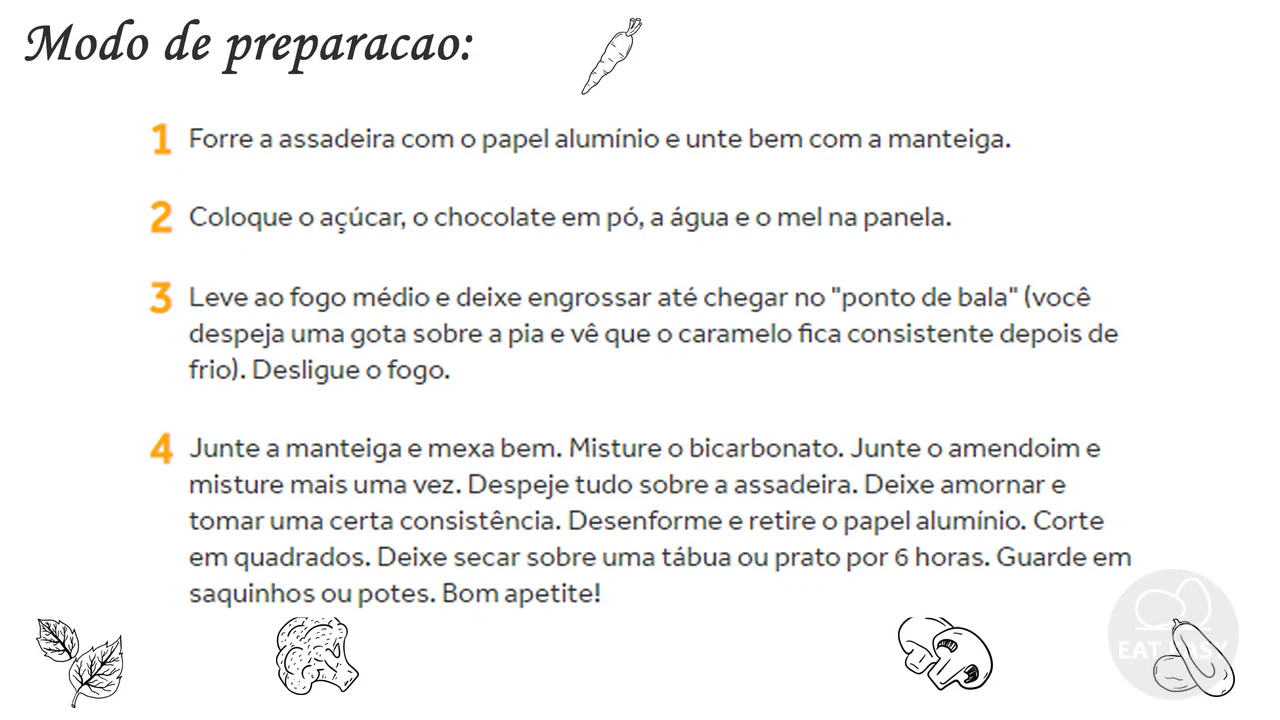 Modo de preparacao:
1 Forre a assadeira com o papel alumínio e unte bem com a manteiga.
2 Coloque o açúcar, o chocolate em pó, a água e o mel na panela.
3 Leve ao fogo médio e deixe engrossar até chegar no "ponto de bala" (você
despeja uma gota sobre a pia e vê que o caramelo fica consistente depois de
frio). Desligue o fogo.
4 Junte a manteiga e mexa bem. Misture o bicarbonato. Junte o amendoim e
misture mais uma vez. Despeje tudo sobre a assadeira. Deixe amornar e
tomar uma certa consistência. Desenforme e retire o papel alumínio. Corte
em quadrados. Deixe secar sobre uma tábua ou prato por 6 horas. Guarde em
saquinhos ou potes. Bom apetite!
EAT EASY